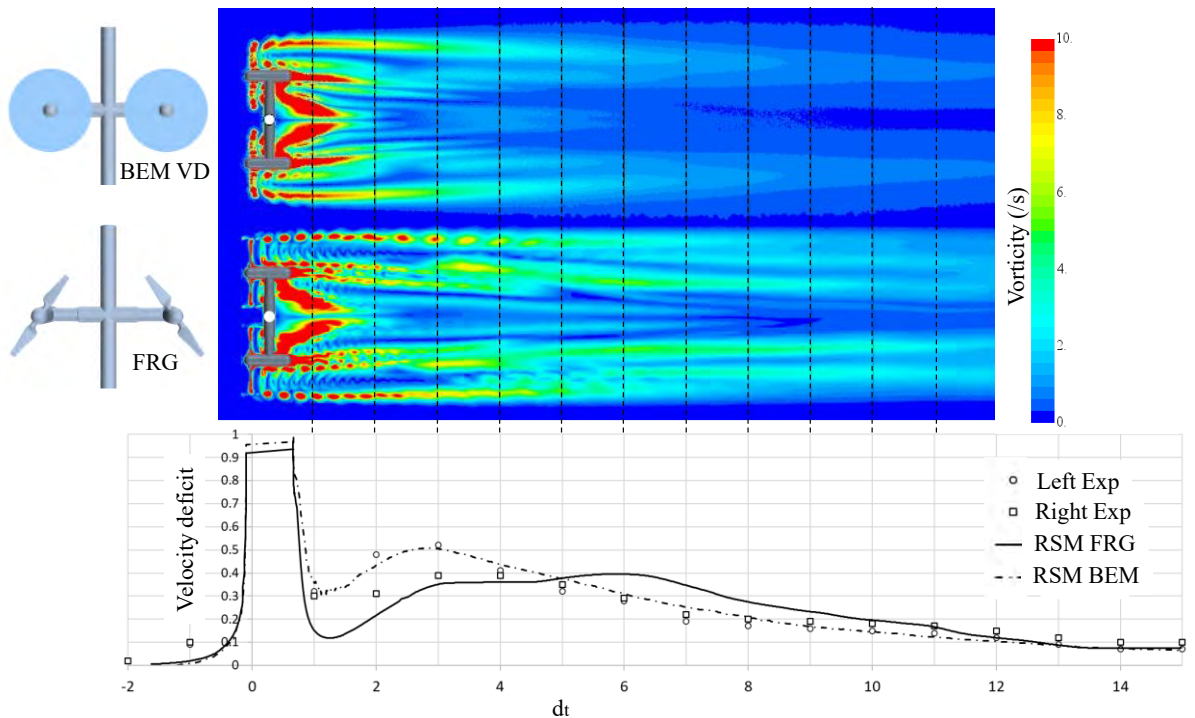 BEM VD
FRG
10.
8.
6.
4.
2.
0.
Vorticity (/s)
1
0.9
0.8
0.7
0.6
0.5
0.4
0.3
0.2
0.1
0
Velocity deficit
Left Exp
Right Exp
RSM FRG
RSM BEM
-2 0 2 4 6 8 10 12 14
dt